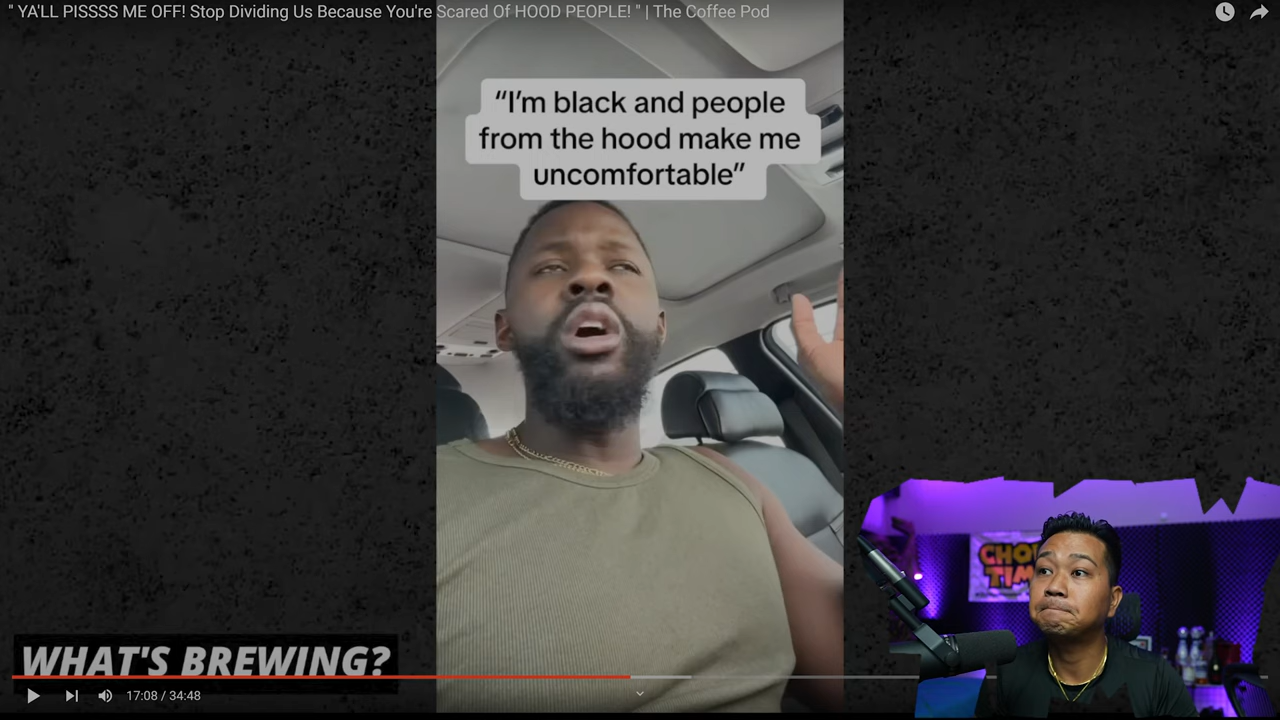 " YA'LL PISSSS ME OFF! Stop Dividing Us Because You're Scared Of HOOD PEOPLE! " | The Coffee Pod
“I’m black and people
from the hood make me
uncomfortable”
WHAT'S BREWING?
17:08 / 34:48